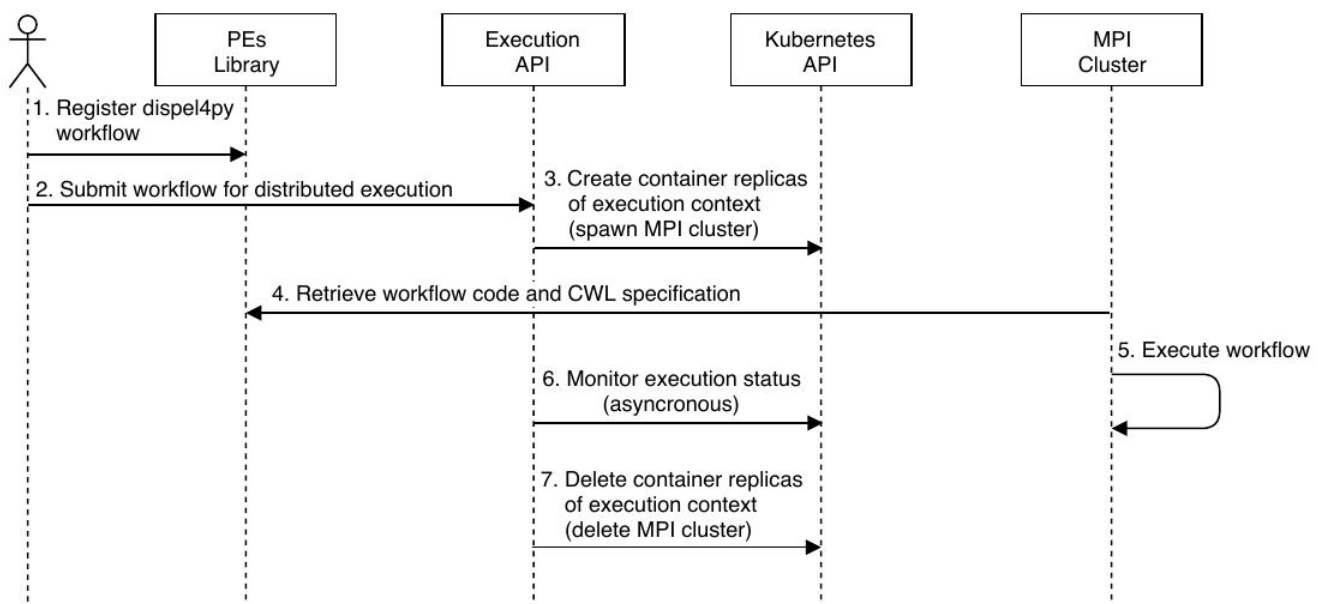 PEs
Library
Execution
API
Kubernetes
API
MPI
Cluster
1. Register dispel4py
workflow
2. Submit workflow for distributed execution
3. Create container replicas
of execution context
(spawn MPI cluster)
4. Retrieve workflow code and CWL specification
5. Execute workflow
6. Monitor execution status
(asyncronous)
7. Delete container replicas
of execution context
(delete MPI cluster)